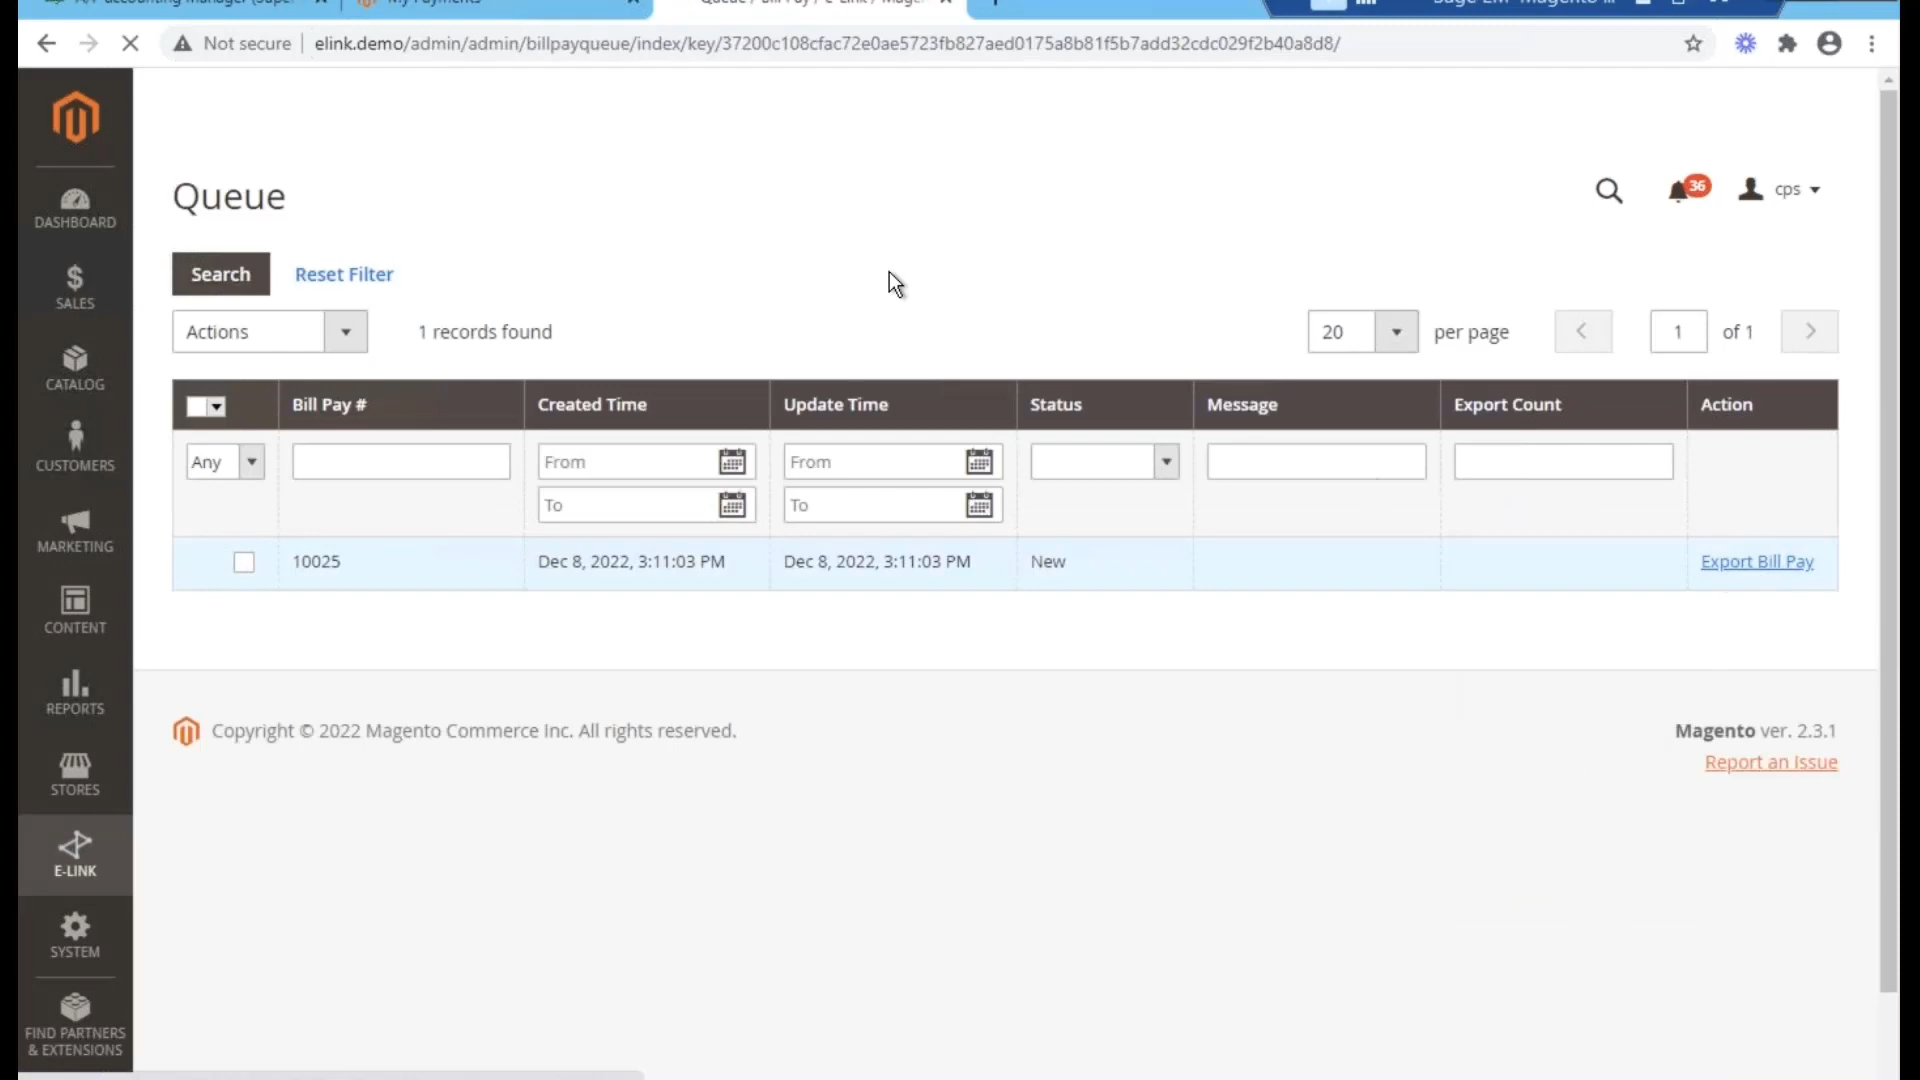 Not secure
elink.demo/admin/admin/billpayqueue/index/key/37200c108cfac72e0ae5723fb827aed0175a8b81f5b7add32cdc029f2b40a8d8/
DASHBOARD
SALES
CATALOG
CUSTOMERS
MARKETING
CONTENT
REPORTS
STORES
E-LINK
SYSTEM
FIND PARTNERS
& EXTENSIONS
Queue
36
cps
Search
Reset Filter
Actions
1 records found
20
per page
1
of 1
Bill Pay #
Created Time
Update Time
Status
Message
Export Count
Action
Any
From
From
To
To
10025
Dec 8, 2022, 3:11:03 PM
Dec 8, 2022, 3:11:03 PM
New
Export Bill Pay
Copyright © 2022 Magento Commerce Inc. All rights reserved.
Magento ver. 2.3.1
Report an Issue